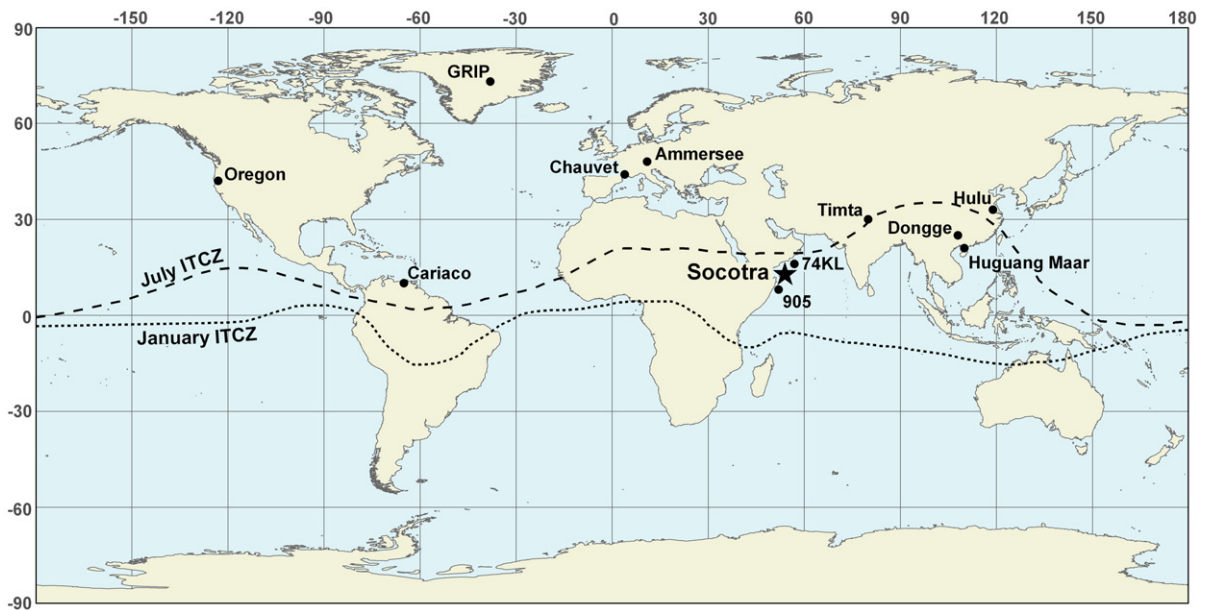 -150 -120 -90 -60 -30 0 30 60 90 120 150 180
90
GRIP
60
Chauvet Ammersee
Oregon
30
Timta Hulu
Dongge
July ITCZ Cariaco Socotra 74KL Huguang Maar
905
0
January ITCZ
-30
-60
-90